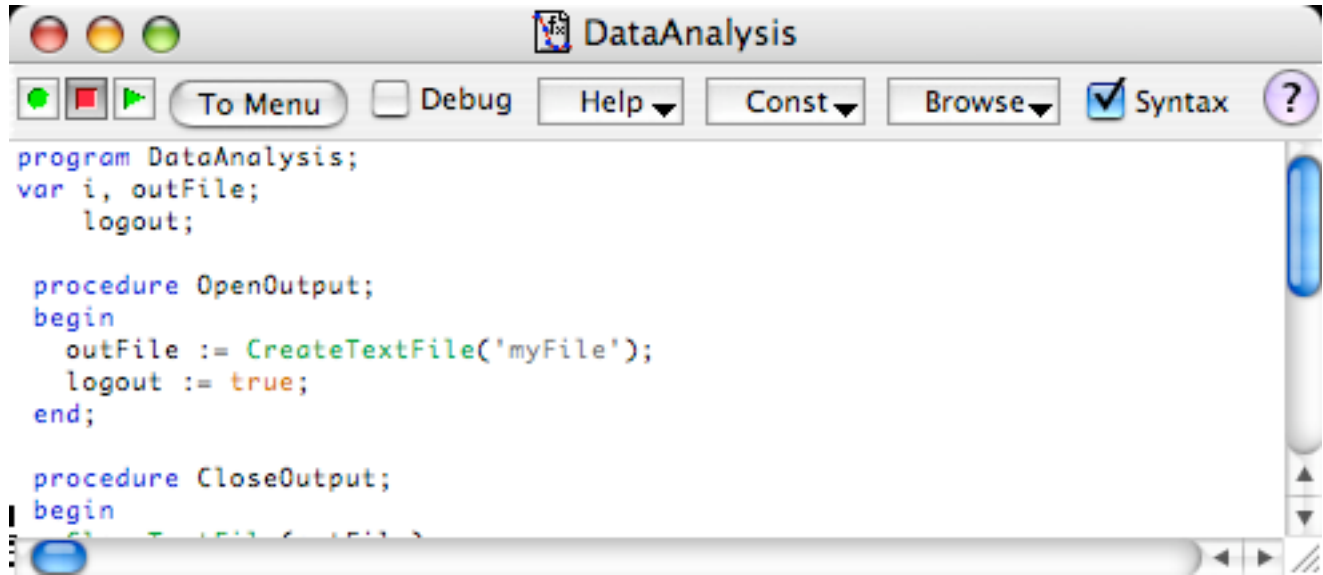 DataAnalysis
To Menu Debug Help Const Browse Syntax ?
program DataAnalysis;
var i, outFile;
    logout;
procedure OpenOutput;
begin
  outFile := CreateTextFile('myFile');
  logout := true;
end;
procedure CloseOutput;
begin